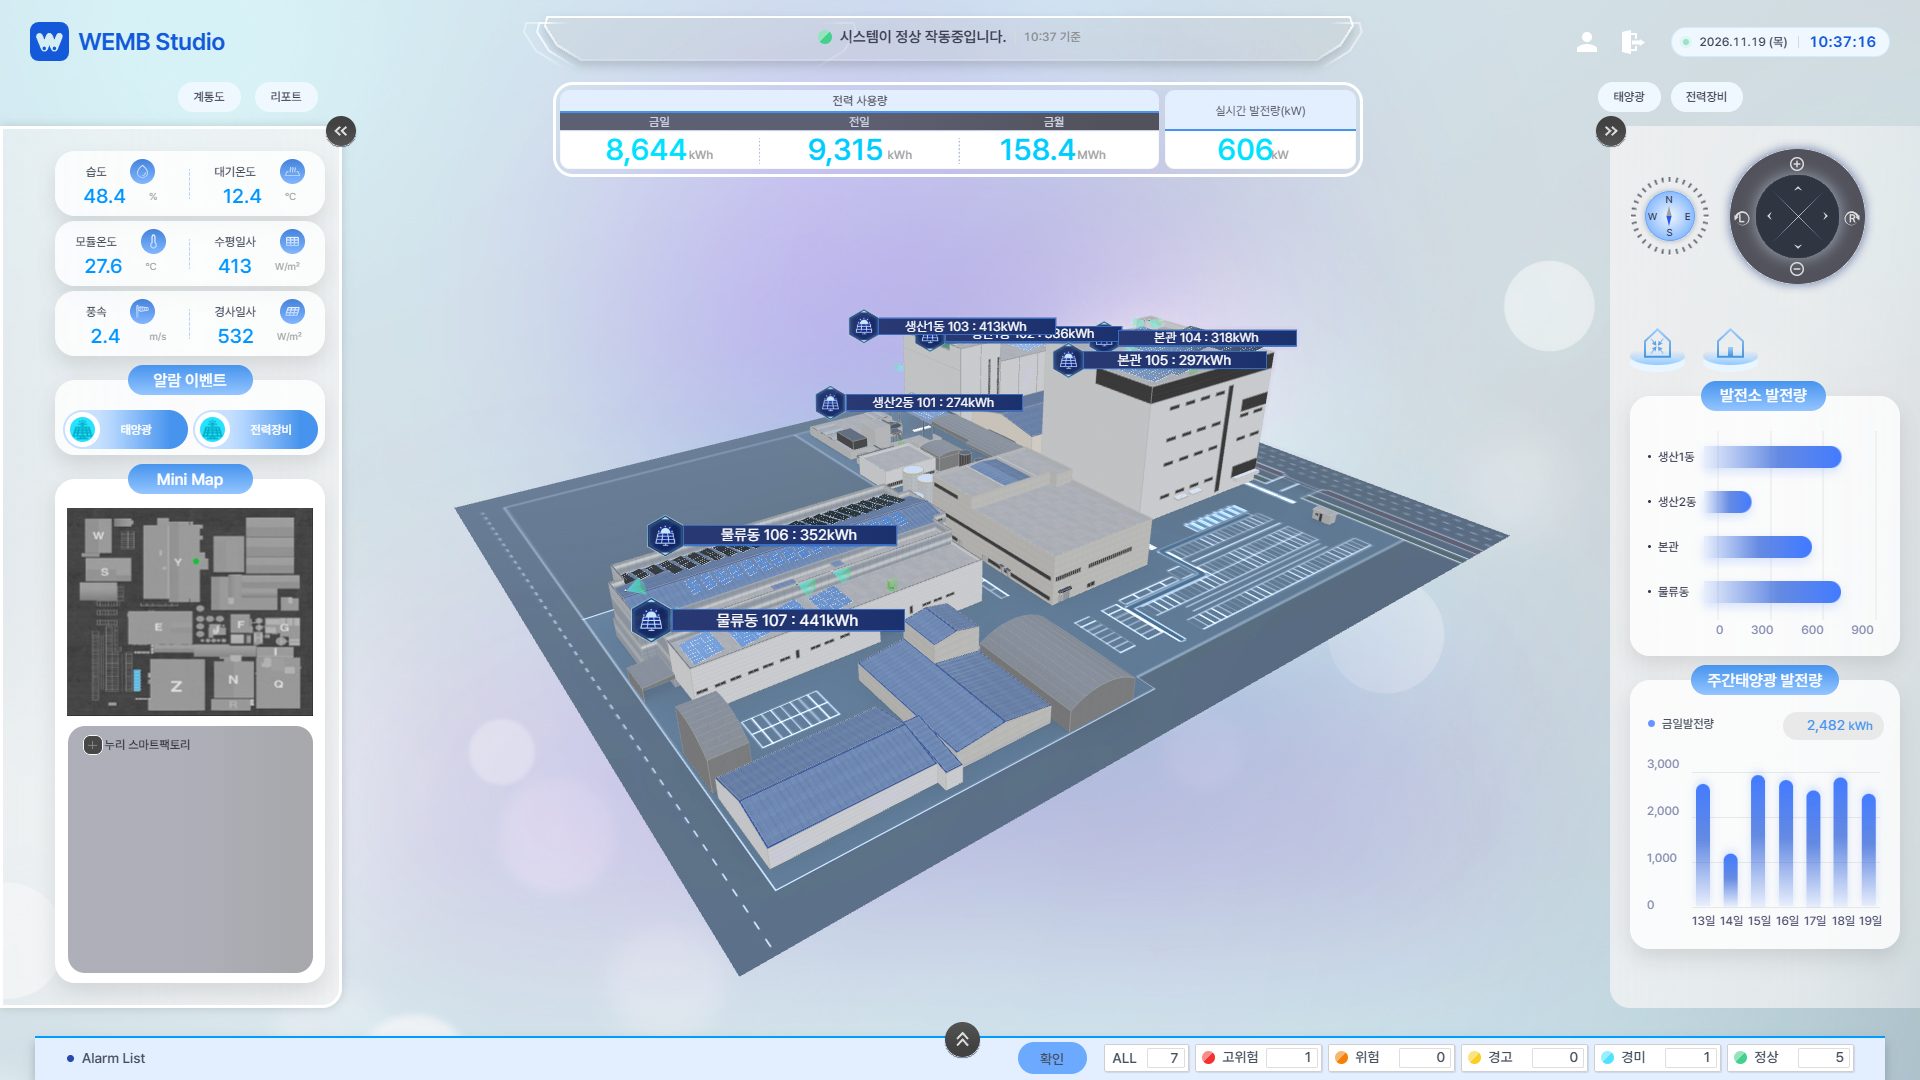 WEMB Studio
시스템이 정상 작동중입니다. 10:37 기준
2026.11.19 (목) 10:37:16
계통도 리포트
태양광 전력장비
전력 사용량
금일 전일 금월
8,644 kWh 9,315 kWh 158.4 MWh
실시간 발전량(kW)
606 kW
습도 대기온도
48.4 % 12.4 °C
모듈온도 수평일사
27.6 °C 413 W/m²
풍속 경사일사
2.4 m/s 532 W/m²
알람 이벤트
태양광 전력장비
Mini Map
W
S
Y
E
J
F
G
I
Z
N
Q
R
누리 스마트팩토리
생산1동 103 : 413kWh
본관 104 : 318kWh
본관 105 : 297kWh
생산2동 101 : 274kWh
물류동 106 : 352kWh
물류동 107 : 441kWh
N
W E
S
L R
발전소 발전량
생산1동
생산2동
본관
물류동
0 300 600 900
주간태양광 발전량
금일발전량 2,482 kWh
3,000
2,000
1,000
0
13일 14일 15일 16일 17일 18일 19일
Alarm List
확인
ALL 7
고위험 1
위험 0
경고 0
경미 1
정상 5